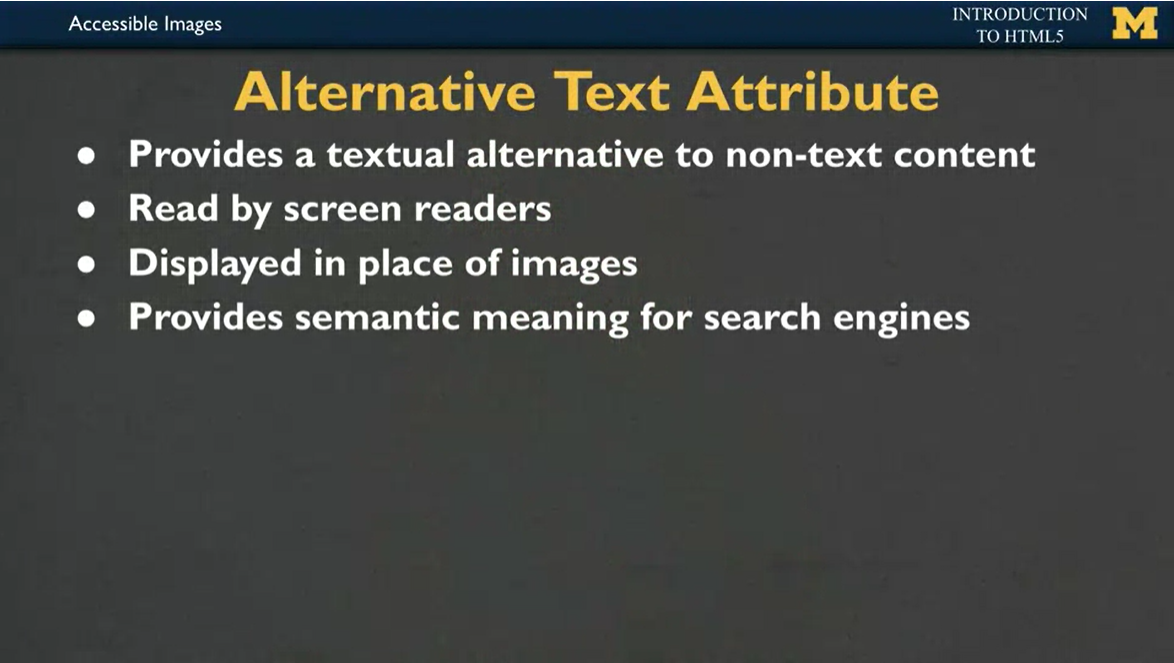 Accessible Images
INTRODUCTION
TO HTML5
M
Alternative Text Attribute
● Provides a textual alternative to non-text content
● Read by screen readers
● Displayed in place of images
● Provides semantic meaning for search engines